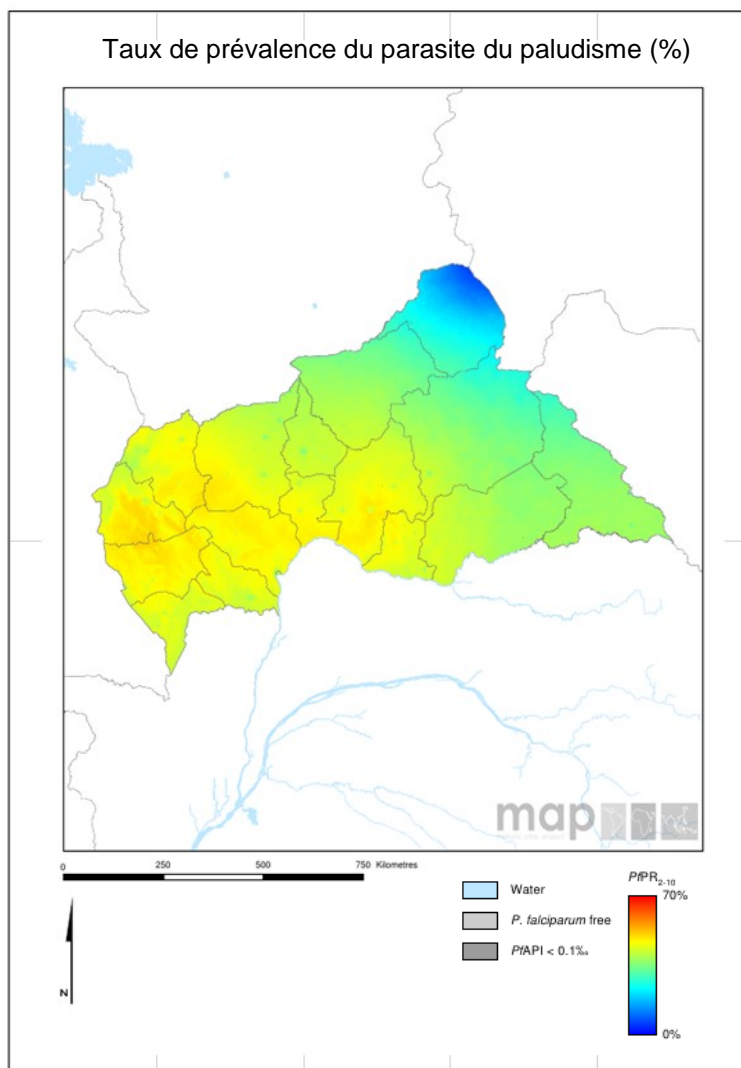 Taux de prévalence du parasite du paludisme (%)
map
0 250 500 750 Kilometres
N
Water
P. falciparum free
PfAPI < 0.1‰
PfPR2-10
70%
0%